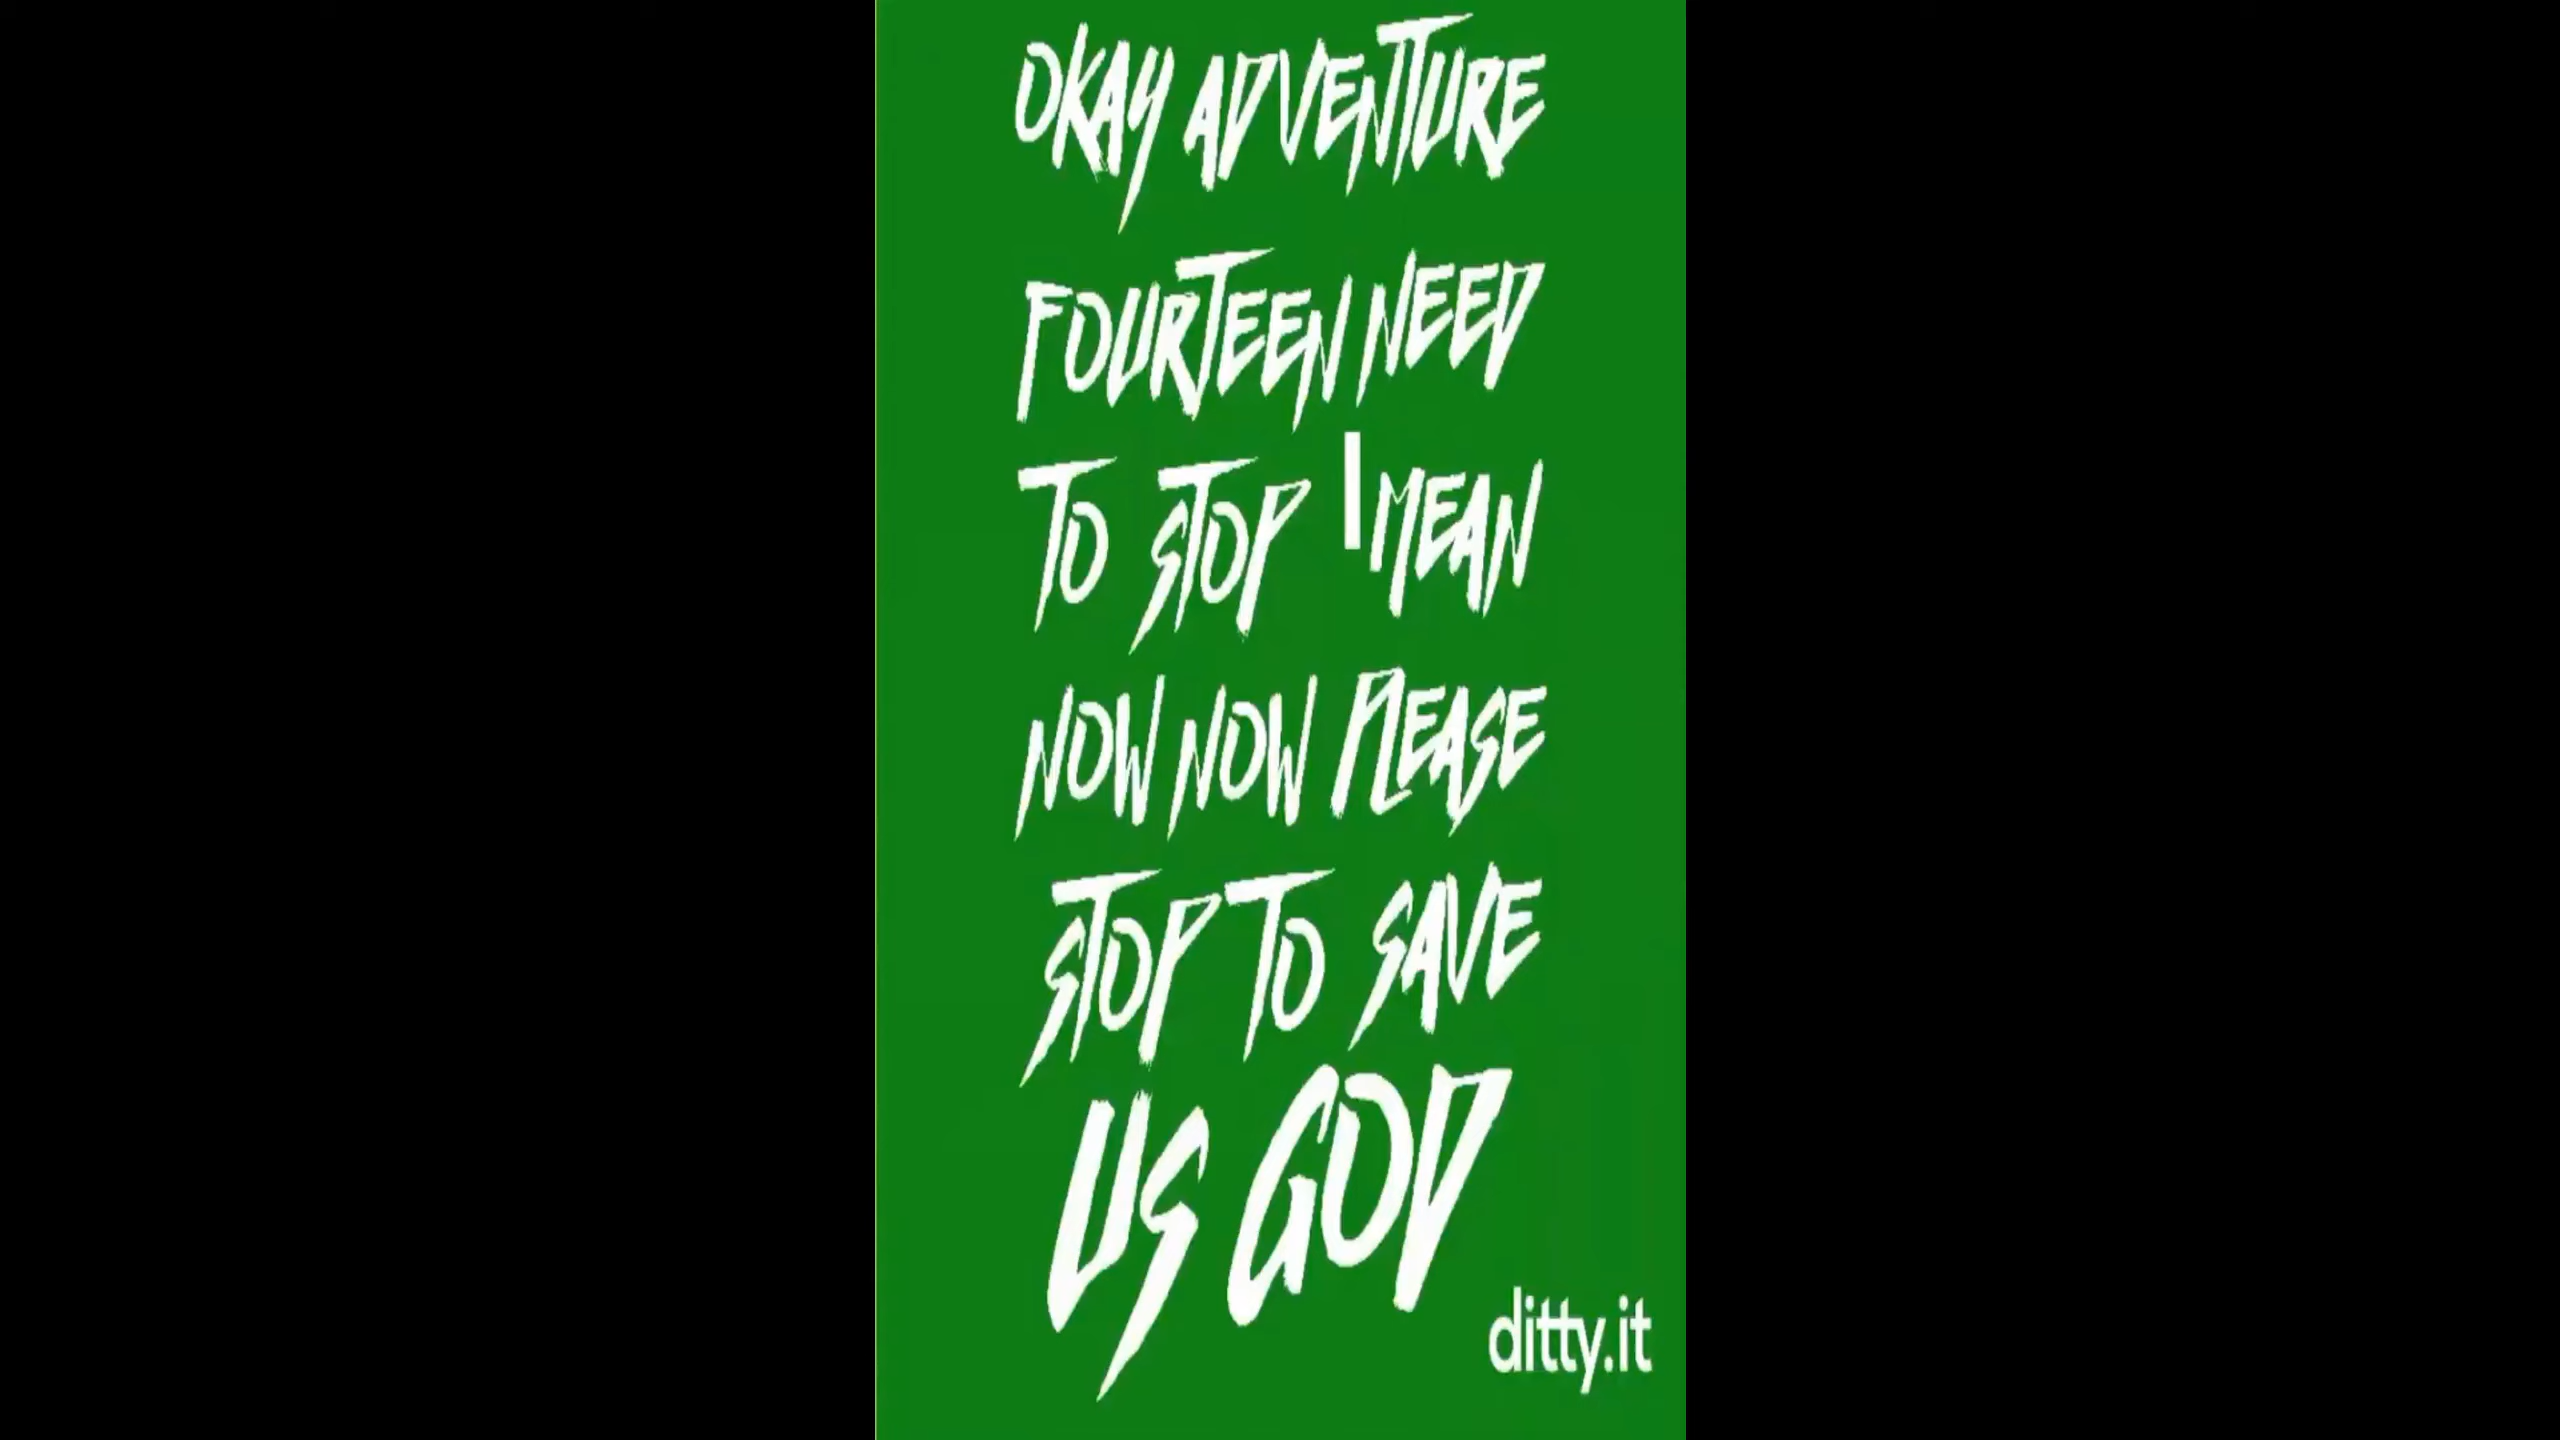 OKAY ADVENTURE
FOURTEEN NEED
TO STOP I MEAN
NOW NOW PLEASE
STOP TO SAVE
US GOD
ditty.it